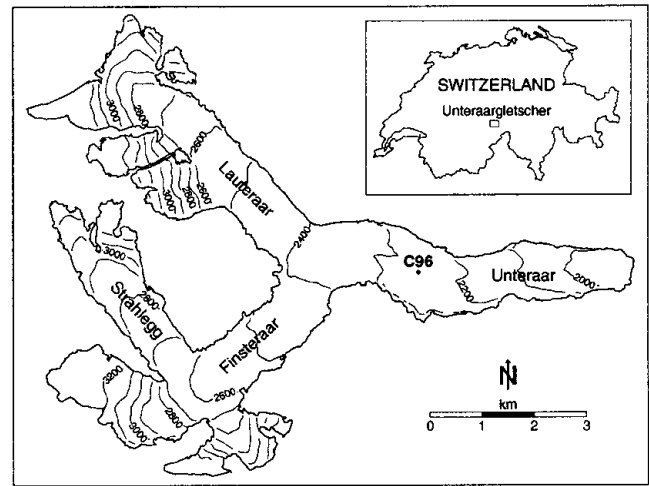 SWITZERLAND
Unteraargletscher
3000
2800
2600
Lauteraar
3000
2800
2600
2400
C96
Unteraar
2200
2000
3000
2800
Strahlegg
Finsteraar
2600
3200
3000
2800
N
km
0 1 2 3